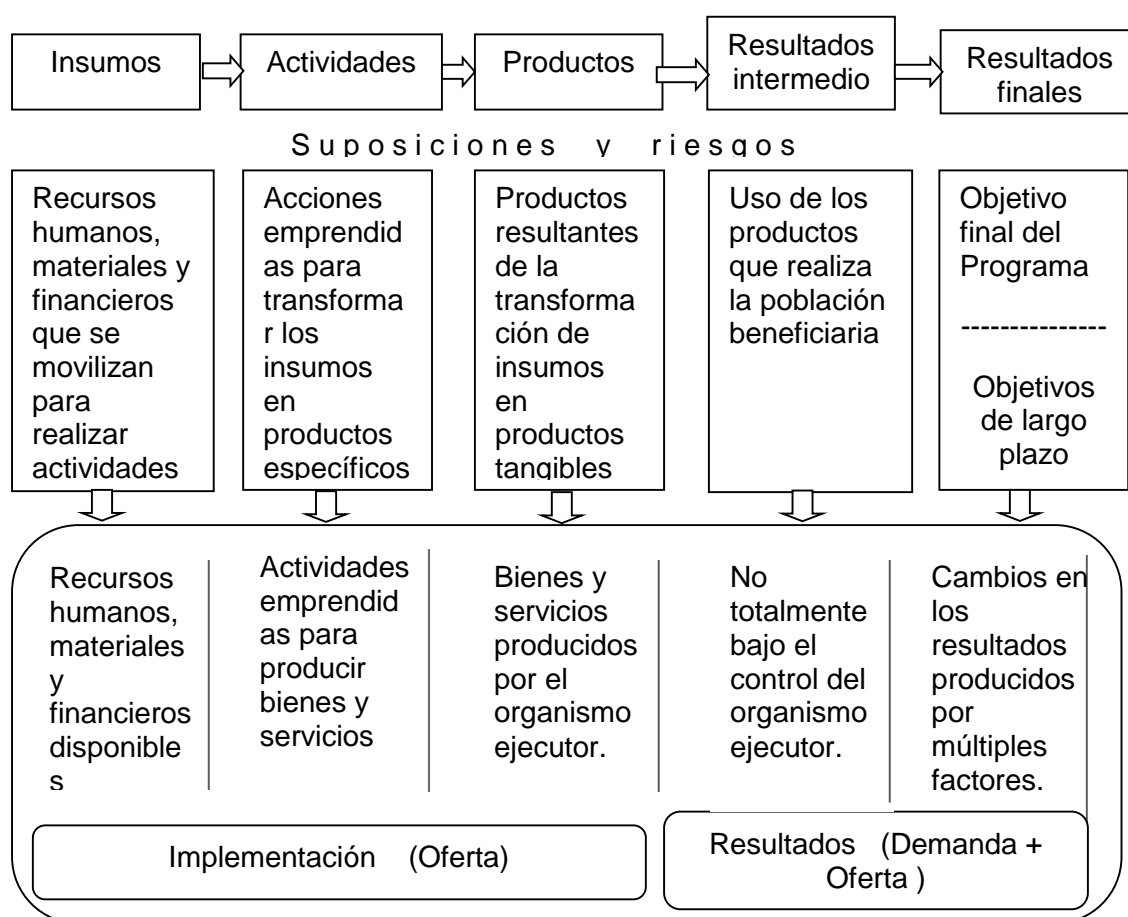 Insumos
Actividades
Productos
Resultados
intermedio
Resultados
finales
Suposiciones y riesgos
Recursos
humanos,
materiales y
financieros
que se
movilizan
para
realizar
actividades
Acciones
emprendid
as para
transforma
r los
insumos
en
productos
específicos
Productos
resultantes
de la
transforma
ción de
insumos
en
productos
tangibles
Uso de los
productos
que realiza
la población
beneficiaria
Objetivo
final del
Programa
---------------
Objetivos
de largo
plazo
Recursos
humanos,
materiales
y
financieros
disponible
s
Actividades
emprendid
as para
producir
bienes y
servicios
Bienes y
servicios
producidos
por el
organismo
ejecutor.
No
totalmente
bajo el
control del
organismo
ejecutor.
Cambios en
los
resultados
producidos
por
múltiples
factores.
Implementación (Oferta)
Resultados (Demanda +
Oferta )